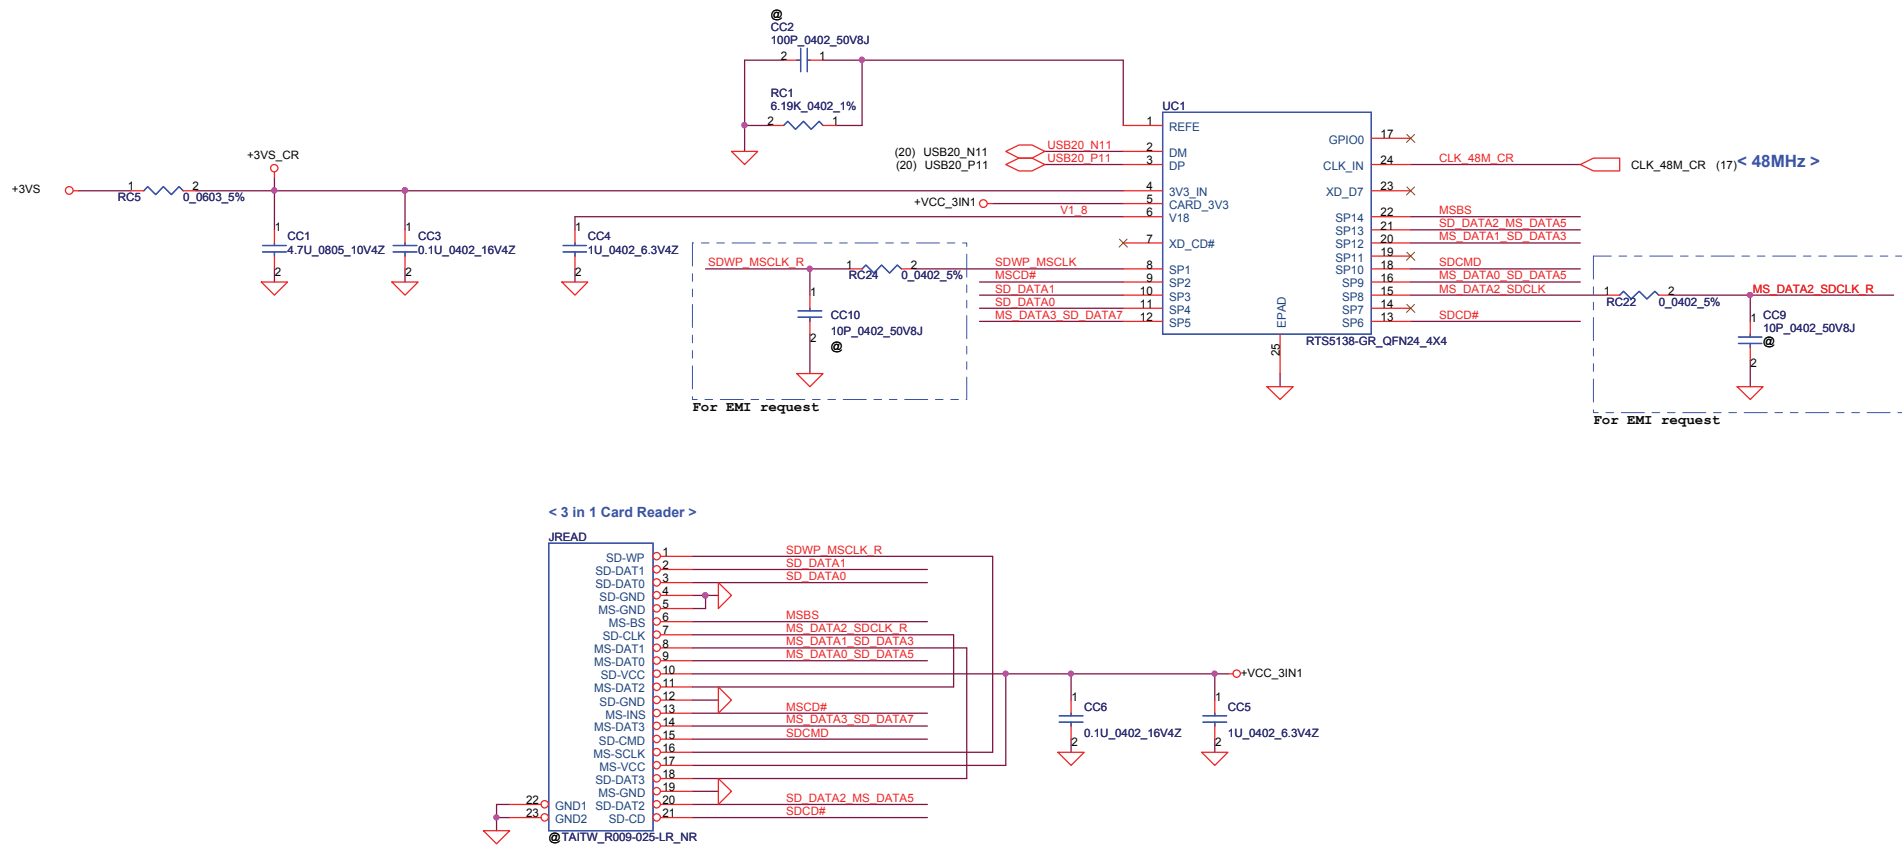 @
CC2
100P_0402_50V8J
2 1
RC1
6.19K_0402_1%
2 1
+3VS_CR
+3VS
1 2
RC5 0_0603_5%
1
CC1
4.7U_0805_10V4Z
2
1
CC3
0.1U_0402_16V4Z
2
1
CC4
1U_0402_6.3V4Z
2
(20) USB20_N11 USB20_N11
(20) USB20_P11 USB20_P11
+VCC_3IN1
V1_8
SDWP_MSCLK_R 1 2 SDWP_MSCLK
RC24 0_0402_5%
MSCD#
SD_DATA1
SD_DATA0
MS_DATA3_SD_DATA7
1
CC10
10P_0402_50V8J
2
@
For EMI request
UC1
1 REFE
2 DM
3 DP
4 3V3_IN
5 CARD_3V3
6 V18
7 XD_CD#
8 SP1
9 SP2
10 SP3
11 SP4
12 SP5
EPAD
25
GPIO0 17
CLK_IN 24 CLK_48M_CR CLK_48M_CR (17) < 48MHz >
XD_D7 23
SP14 22 MSBS
SP13 21 SD_DATA2_MS_DATA5
SP12 20 MS_DATA1_SD_DATA3
SP11 19
SP10 18 SDCMD
SP9 16 MS_DATA0_SD_DATA5
SP8 15 MS_DATA2_SDCLK
SP7 14
SP6 13 SDCD#
RTS5138-GR_QFN24_4X4
1 2 MS_DATA2_SDCLK_R
RC22 0_0402_5%
1
CC9
10P_0402_50V8J
@
2
For EMI request
< 3 in 1 Card Reader >
JREAD
SD-WP 1 SDWP_MSCLK_R
SD-DAT1 2 SD_DATA1
SD-DAT0 3 SD_DATA0
SD-GND 4
MS-GND 5
MS-BS 6 MSBS
SD-CLK 7 MS_DATA2_SDCLK_R
MS-DAT1 8 MS_DATA1_SD_DATA3
MS-DAT0 9 MS_DATA0_SD_DATA5
SD-VCC 10 +VCC_3IN1
MS-DAT2 11
SD-GND 12
MS-INS 13 MSCD#
MS-DAT3 14 MS_DATA3_SD_DATA7
SD-CMD 15 SDCMD
MS-SCLK 16
MS-VCC 17
SD-DAT3 18
MS-GND 19
22 GND1 SD-DAT2 20 SD_DATA2_MS_DATA5
23 GND2 SD-CD 21 SDCD#
@ TAITW_R009-025-LR_NR
1
CC6
0.1U_0402_16V4Z
2
1
CC5
1U_0402_6.3V4Z
2